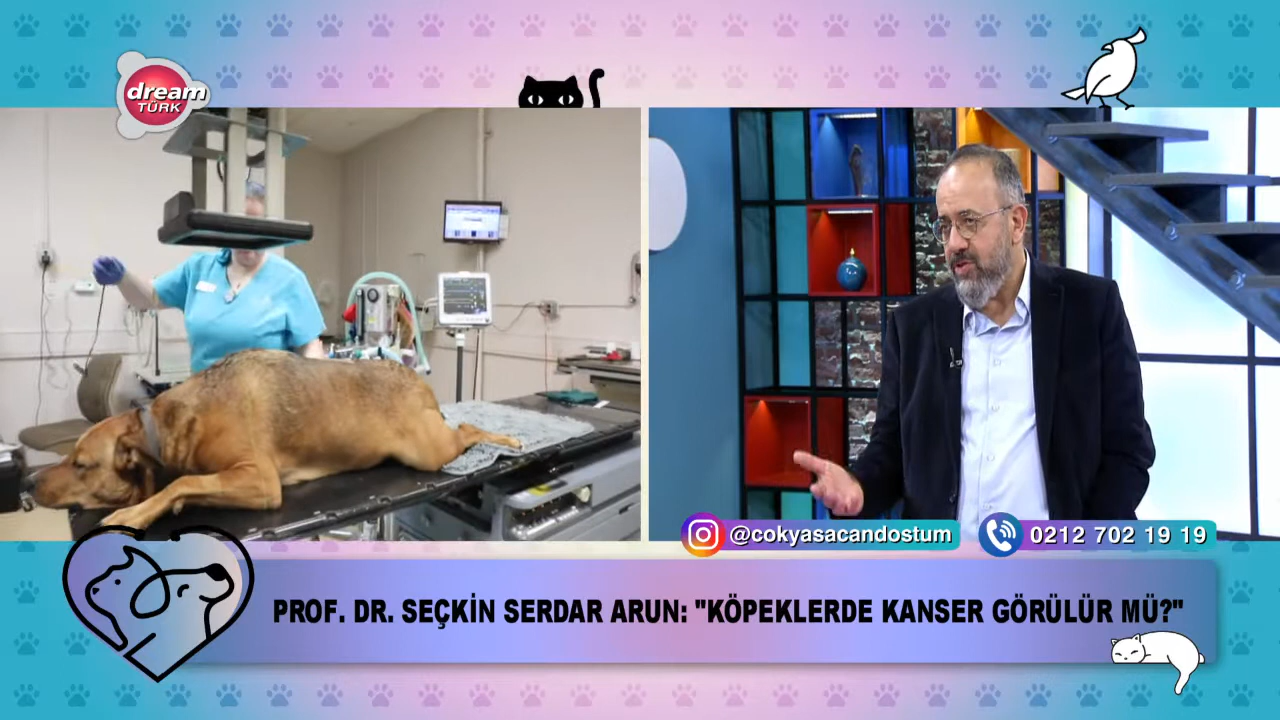 dream
TÜRK
@cokyasacandostum
0212 702 19 19
PROF. DR. SEÇKİN SERDAR ARUN: "KÖPEKLERDE KANSER GÖRÜLÜR MÜ?"